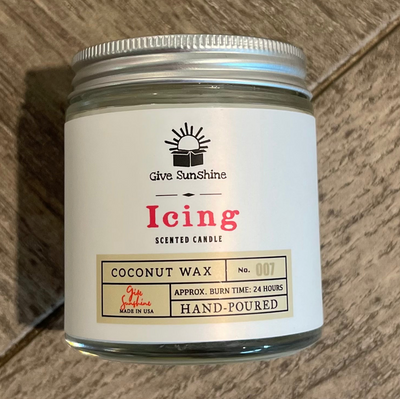 Give Sunshine
Icing
SCENTED CANDLE
COCONUT WAX
No. 007
Give
Sunshine
MADE IN USA
APPROX. BURN TIME: 24 HOURS
HAND-POURED